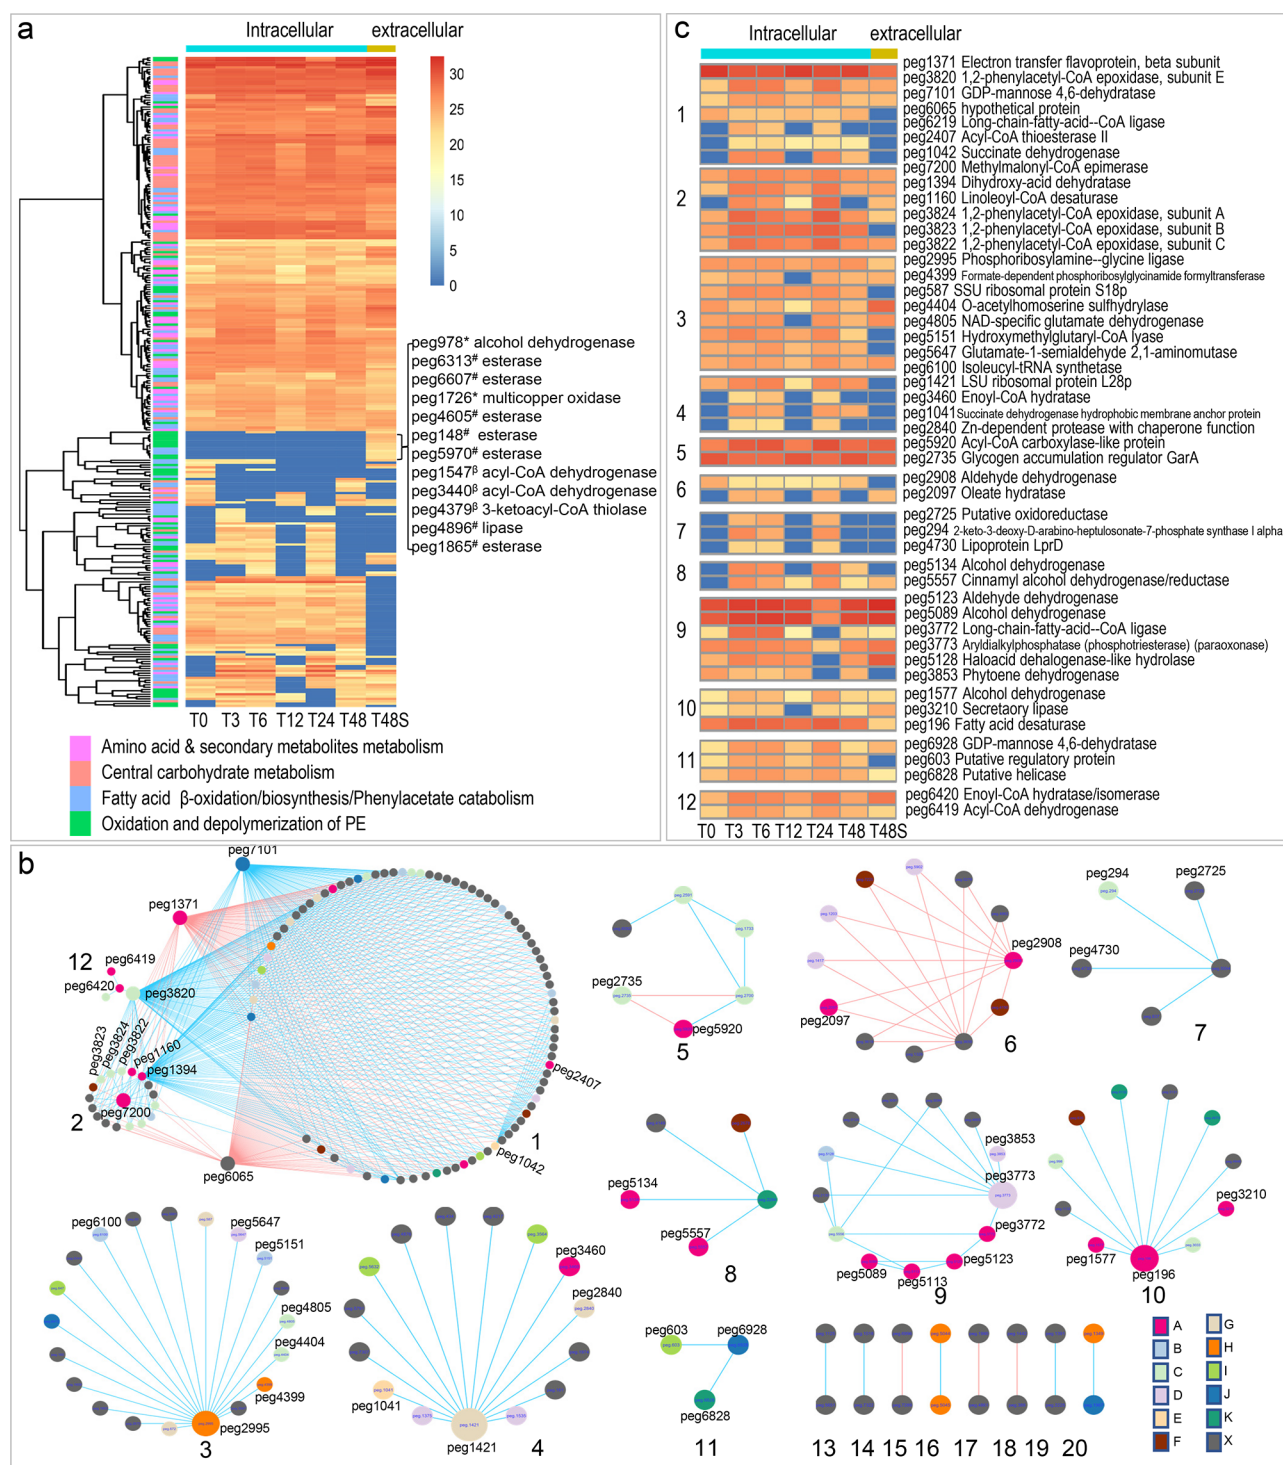 a
Intracellular extracellular
30
25
20
15
10
5
0
peg978* alcohol dehydrogenase
peg6313# esterase
peg6607# esterase
peg1726* multicopper oxidase
peg4605# esterase
peg148# esterase
peg5970# esterase
peg1547β acyl-CoA dehydrogenase
peg3440β acyl-CoA dehydrogenase
peg4379β 3-ketoacyl-CoA thiolase
peg4896# lipase
peg1865# esterase
T0 T3 T6 T12 T24 T48 T48S
Amino acid & secondary metabolites metabolism
Central carbohydrate metabolism
Fatty acid β-oxidation/biosynthesis/Phenylacetate catabolism
Oxidation and depolymerization of PE
c
Intracellular extracellular
1
peg1371 Electron transfer flavoprotein, beta subunit
peg3820 1,2-phenylacetyl-CoA epoxidase, subunit E
peg7101 GDP-mannose 4,6-dehydratase
peg6065 hypothetical protein
peg6219 Long-chain-fatty-acid--CoA ligase
peg2407 Acyl-CoA thioesterase II
peg1042 Succinate dehydrogenase
2
peg7200 Methylmalonyl-CoA epimerase
peg1394 Dihydroxy-acid dehydratase
peg1160 Linoleoyl-CoA desaturase
peg3824 1,2-phenylacetyl-CoA epoxidase, subunit A
peg3823 1,2-phenylacetyl-CoA epoxidase, subunit B
peg3822 1,2-phenylacetyl-CoA epoxidase, subunit C
3
peg2995 Phosphoribosylamine--glycine ligase
peg4399 Formate-dependent phosphoribosylglycinamide formyltransferase
peg587 SSU ribosomal protein S18p
peg4404 O-acetylhomoserine sulfhydrylase
peg4805 NAD-specific glutamate dehydrogenase
peg5151 Hydroxymethylglutaryl-CoA lyase
peg5647 Glutamate-1-semialdehyde 2,1-aminomutase
peg6100 Isoleucyl-tRNA synthetase
4
peg1421 LSU ribosomal protein L28p
peg3460 Enoyl-CoA hydratase
peg1041 Succinate dehydrogenase hydrophobic membrane anchor protein
peg2840 Zn-dependent protease with chaperone function
5
peg5920 Acyl-CoA carboxylase-like protein
peg2735 Glycogen accumulation regulator GarA
6
peg2908 Aldehyde dehydrogenase
peg2097 Oleate hydratase
7
peg2725 Putative oxidoreductase
peg294 2-keto-3-deoxy-D-arabino-heptulosonate-7-phosphate synthase I alpha
peg4730 Lipoprotein LprD
8
peg5134 Alcohol dehydrogenase
peg5557 Cinnamyl alcohol dehydrogenase/reductase
9
peg5123 Aldehyde dehydrogenase
peg5089 Alcohol dehydrogenase
peg3772 Long-chain-fatty-acid--CoA ligase
peg3773 Aryldialkylphosphatase (phosphotriesterase) (paraoxonase)
peg5128 Haloacid dehalogenase-like hydrolase
peg3853 Phytoene dehydrogenase
10
peg1577 Alcohol dehydrogenase
peg3210 Secretaory lipase
peg196 Fatty acid desaturase
11
peg6928 GDP-mannose 4,6-dehydratase
peg603 Putative regulatory protein
peg6828 Putative helicase
12
peg6420 Enoyl-CoA hydratase/isomerase
peg6419 Acyl-CoA dehydrogenase
T0 T3 T6 T12 T24 T48 T48S
b
peg7101
peg1371
12
peg6419
peg6420
peg3820
peg3823
peg3824
peg3822
peg1160
peg1394
2
peg7200
peg6065
peg2407
1
peg1042
peg2735
peg5920
5
peg2908
peg2097
6
peg294
peg2725
peg4730
7
peg6100
peg5647
peg5151
peg4805
peg4404
peg4399
peg2995
3
peg3460
peg2840
peg1041
peg1421
4
peg5134
peg5557
8
peg3853
peg3773
peg3772
peg5123
peg5089
peg5113
9
peg3210
peg1577
peg196
10
peg603
peg6928
peg6828
11
13 14 15 16 17 18 19 20
A
B
C
D
E
F
G
H
I
J
K
X